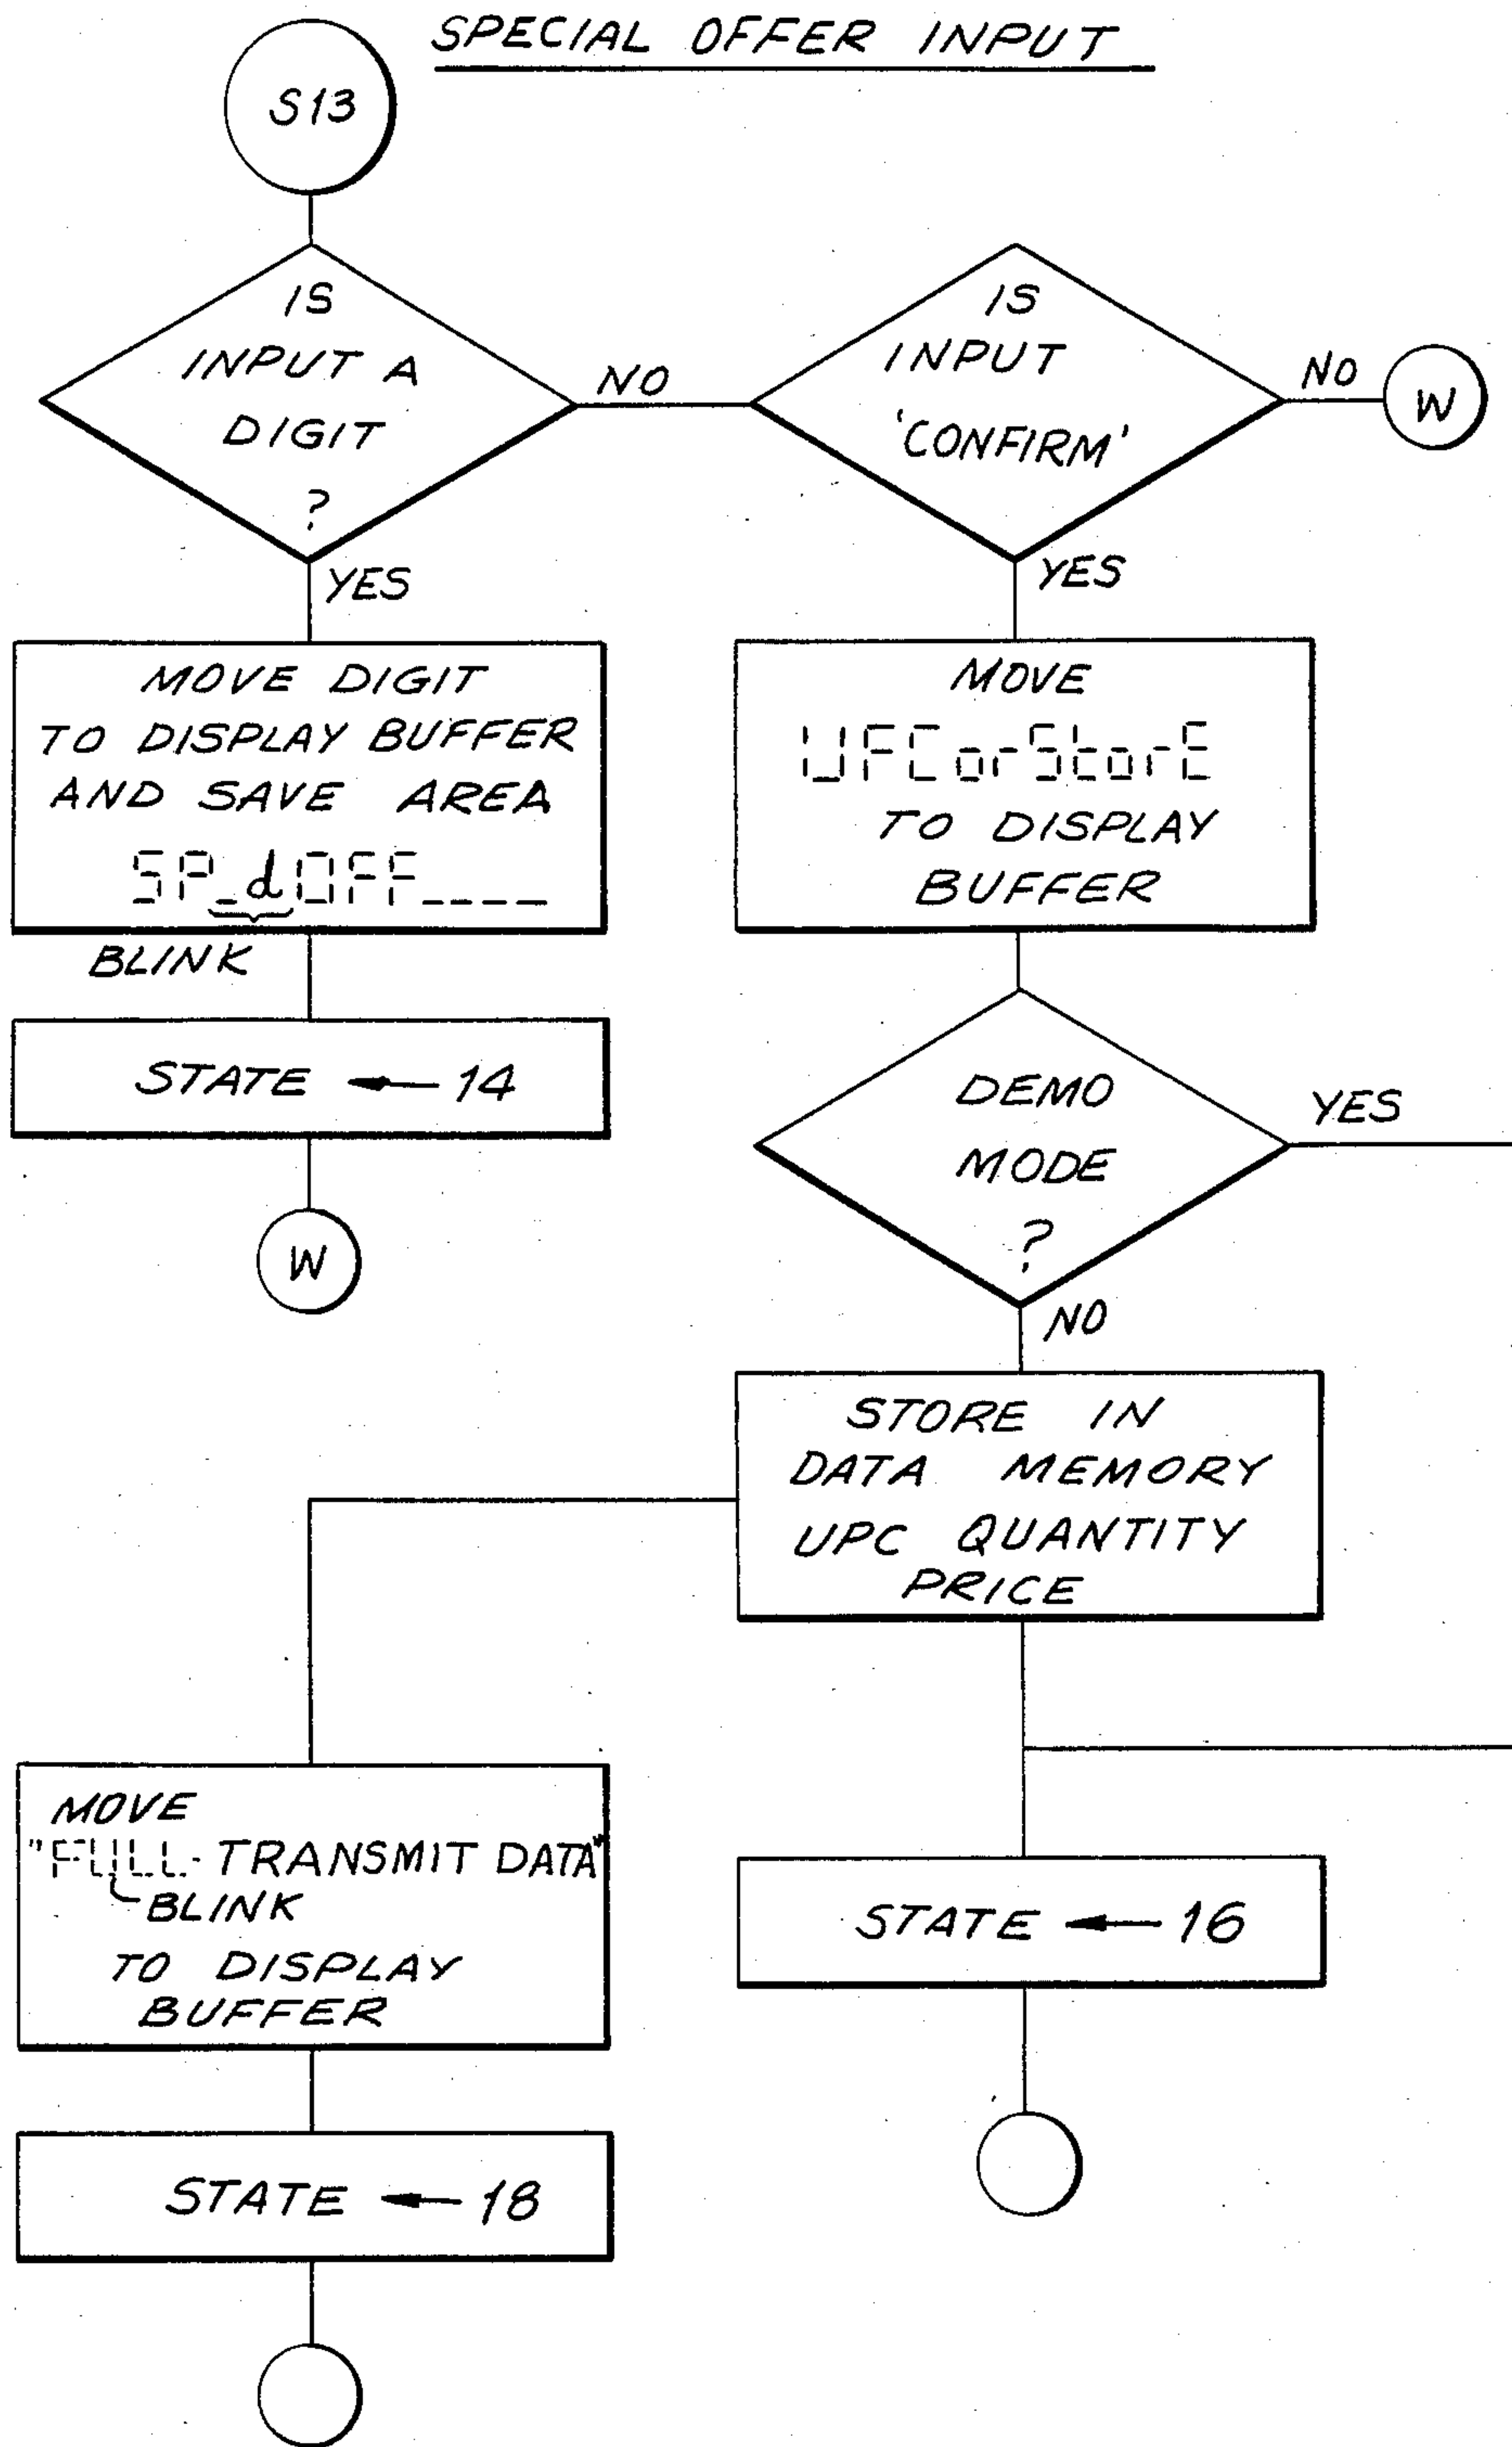 SPECIAL OFFER INPUT
S13
IS
INPUT A
DIGIT
?
NO
YES
IS
INPUT
'CONFIRM'
NO
W
YES
MOVE DIGIT
TO DISPLAY BUFFER
AND SAVE AREA
SP_dOFF____
BLINK
STATE ← 14
W
MOVE
UPCorStorE
TO DISPLAY
BUFFER
DEMO
MODE
?
YES
NO
STORE IN
DATA MEMORY
UPC QUANTITY
PRICE
MOVE
"FULL-TRANSMIT DATA"
BLINK
TO DISPLAY
BUFFER
STATE ← 18
STATE ← 16